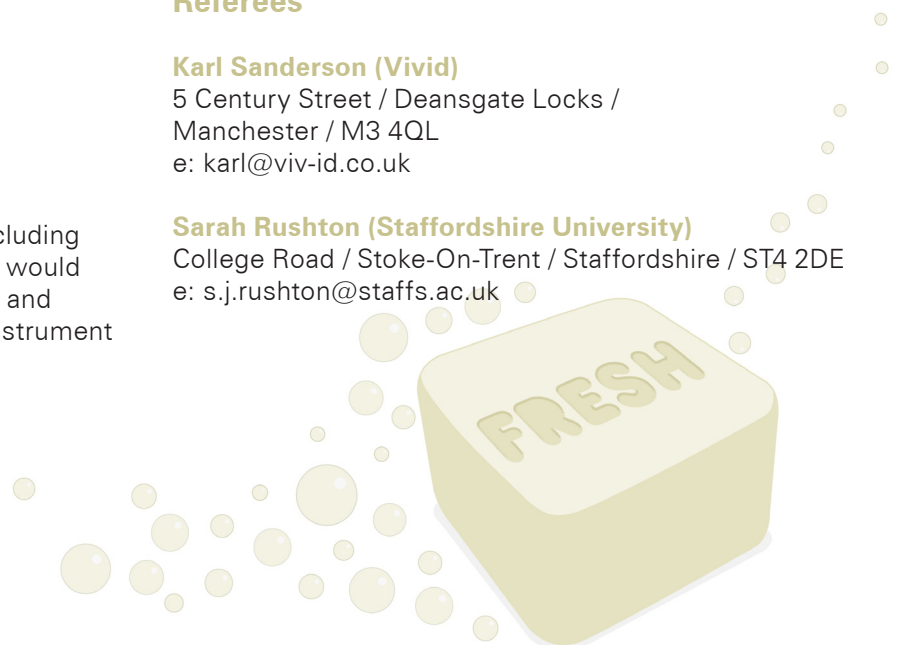 cluding
would
and
strument
Referees
Karl Sanderson (Vivid)
5 Century Street / Deansgate Locks /
Manchester / M3 4QL
e: karl@viv-id.co.uk
Sarah Rushton (Staffordshire University)
College Road / Stoke-On-Trent / Staffordshire / ST4 2DE
e: s.j.rushton@staffs.ac.uk
FRESH